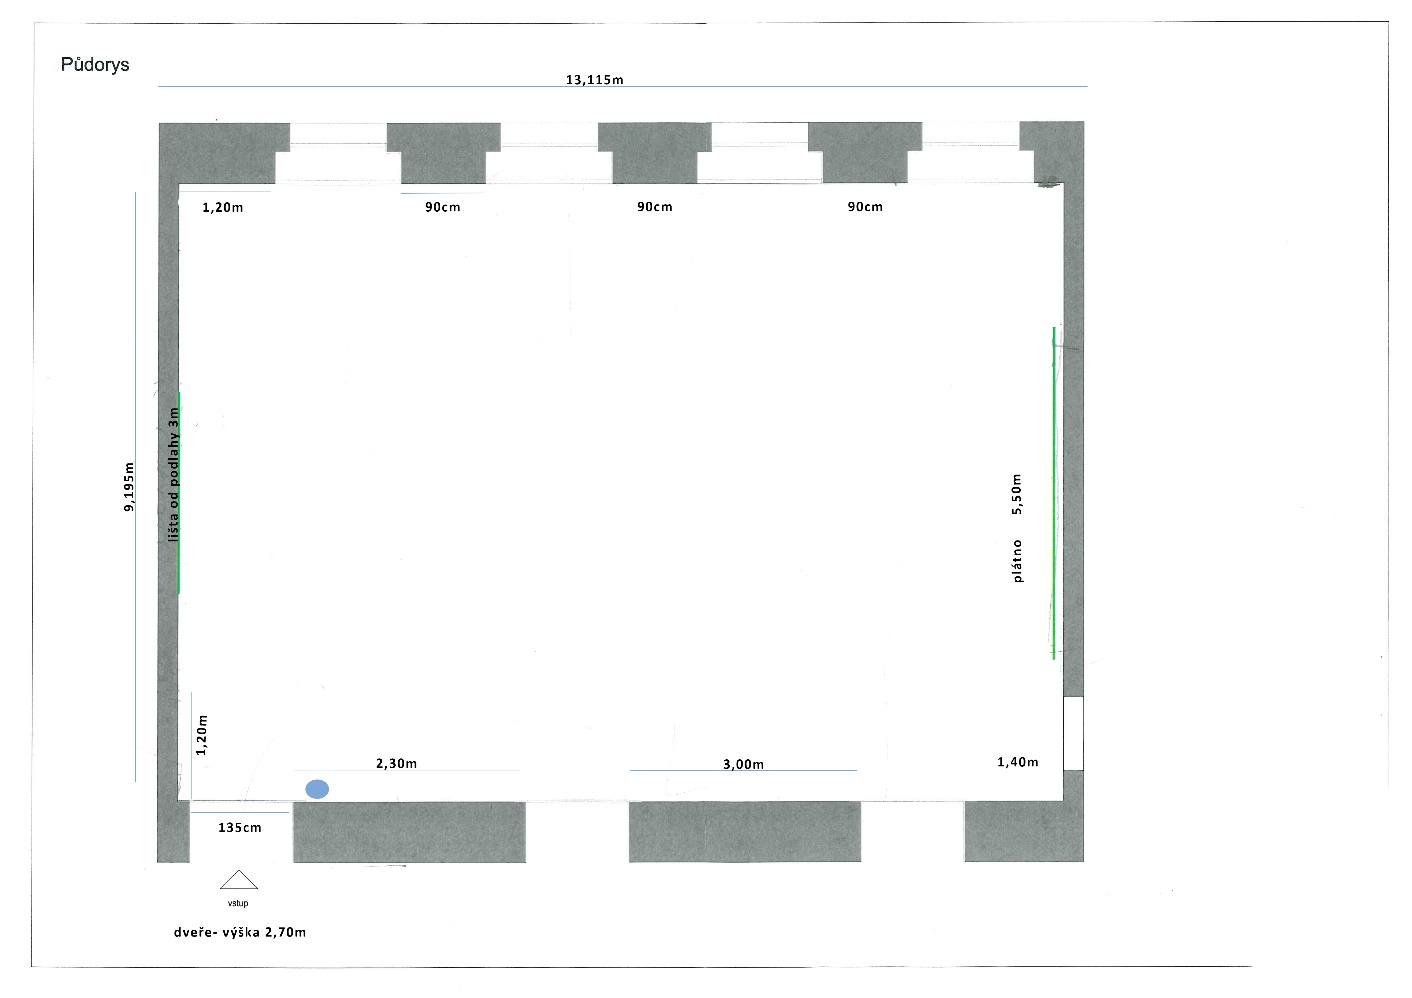 Půdorys
13,115m
1,20m
90cm
90cm
90cm
lišta od podlahy 3m
9,195m
plátno 5,50m
1,20m
2,30m
3,00m
1,40m
135cm
vstup
dveře- výška 2,70m